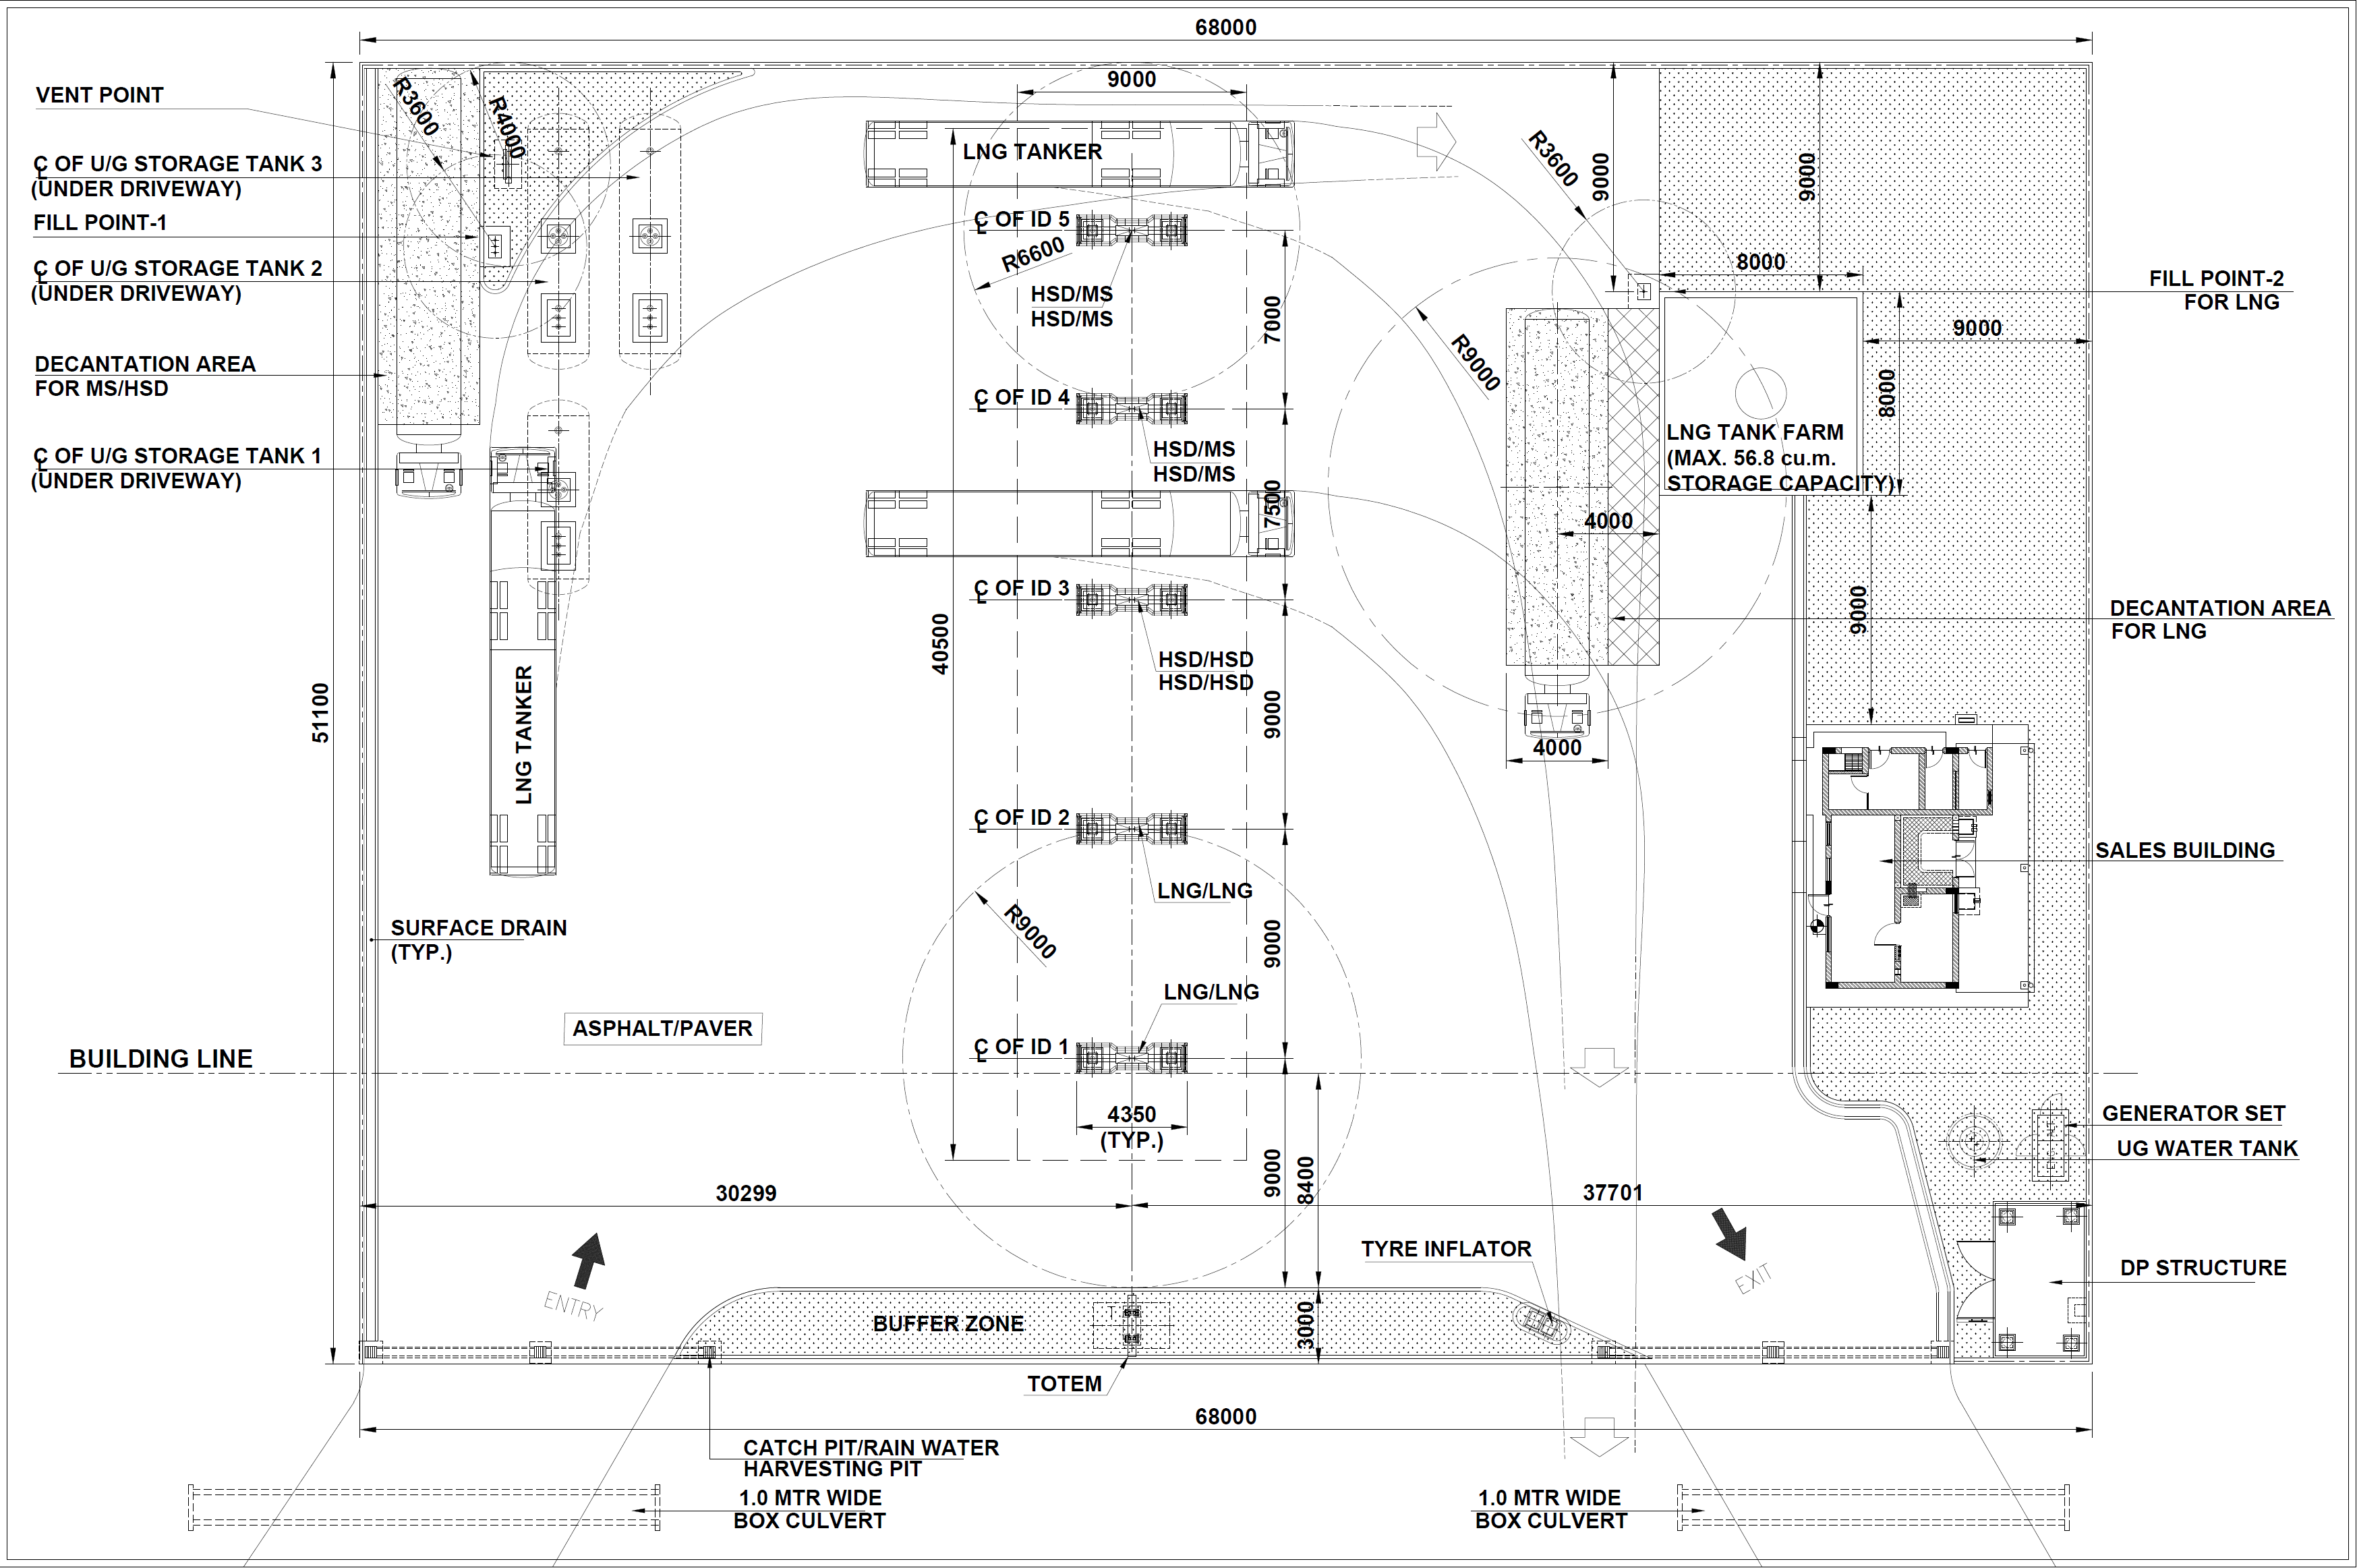 68000
VENT POINT
R3600
R4000
9000
LNG TANKER
℄ OF U/G STORAGE TANK 3
(UNDER DRIVEWAY)
FILL POINT-1
℄ OF U/G STORAGE TANK 2
(UNDER DRIVEWAY)
DECANTATION AREA
FOR MS/HSD
℄ OF U/G STORAGE TANK 1
(UNDER DRIVEWAY)
℄ OF ID 5
R6600
HSD/MS
HSD/MS
7000
℄ OF ID 4
HSD/MS
HSD/MS
7500
℄ OF ID 3
HSD/HSD
HSD/HSD
40500
9000
℄ OF ID 2
LNG/LNG
R9000
9000
LNG/LNG
℄ OF ID 1
4350
(TYP.)
9000
8400
R3600
9000
9000
8000
FILL POINT-2
FOR LNG
9000
R9000
8000
LNG TANK FARM
(MAX. 56.8 cu.m.
STORAGE CAPACITY)
4000
9000
DECANTATION AREA
FOR LNG
4000
51100
LNG TANKER
SALES BUILDING
SURFACE DRAIN
(TYP.)
ASPHALT/PAVER
BUILDING LINE
GENERATOR SET
UG WATER TANK
30299
37701
TYRE INFLATOR
DP STRUCTURE
ENTRY
EXIT
BUFFER ZONE
T
3000
TOTEM
68000
CATCH PIT/RAIN WATER
HARVESTING PIT
1.0 MTR WIDE
BOX CULVERT
1.0 MTR WIDE
BOX CULVERT